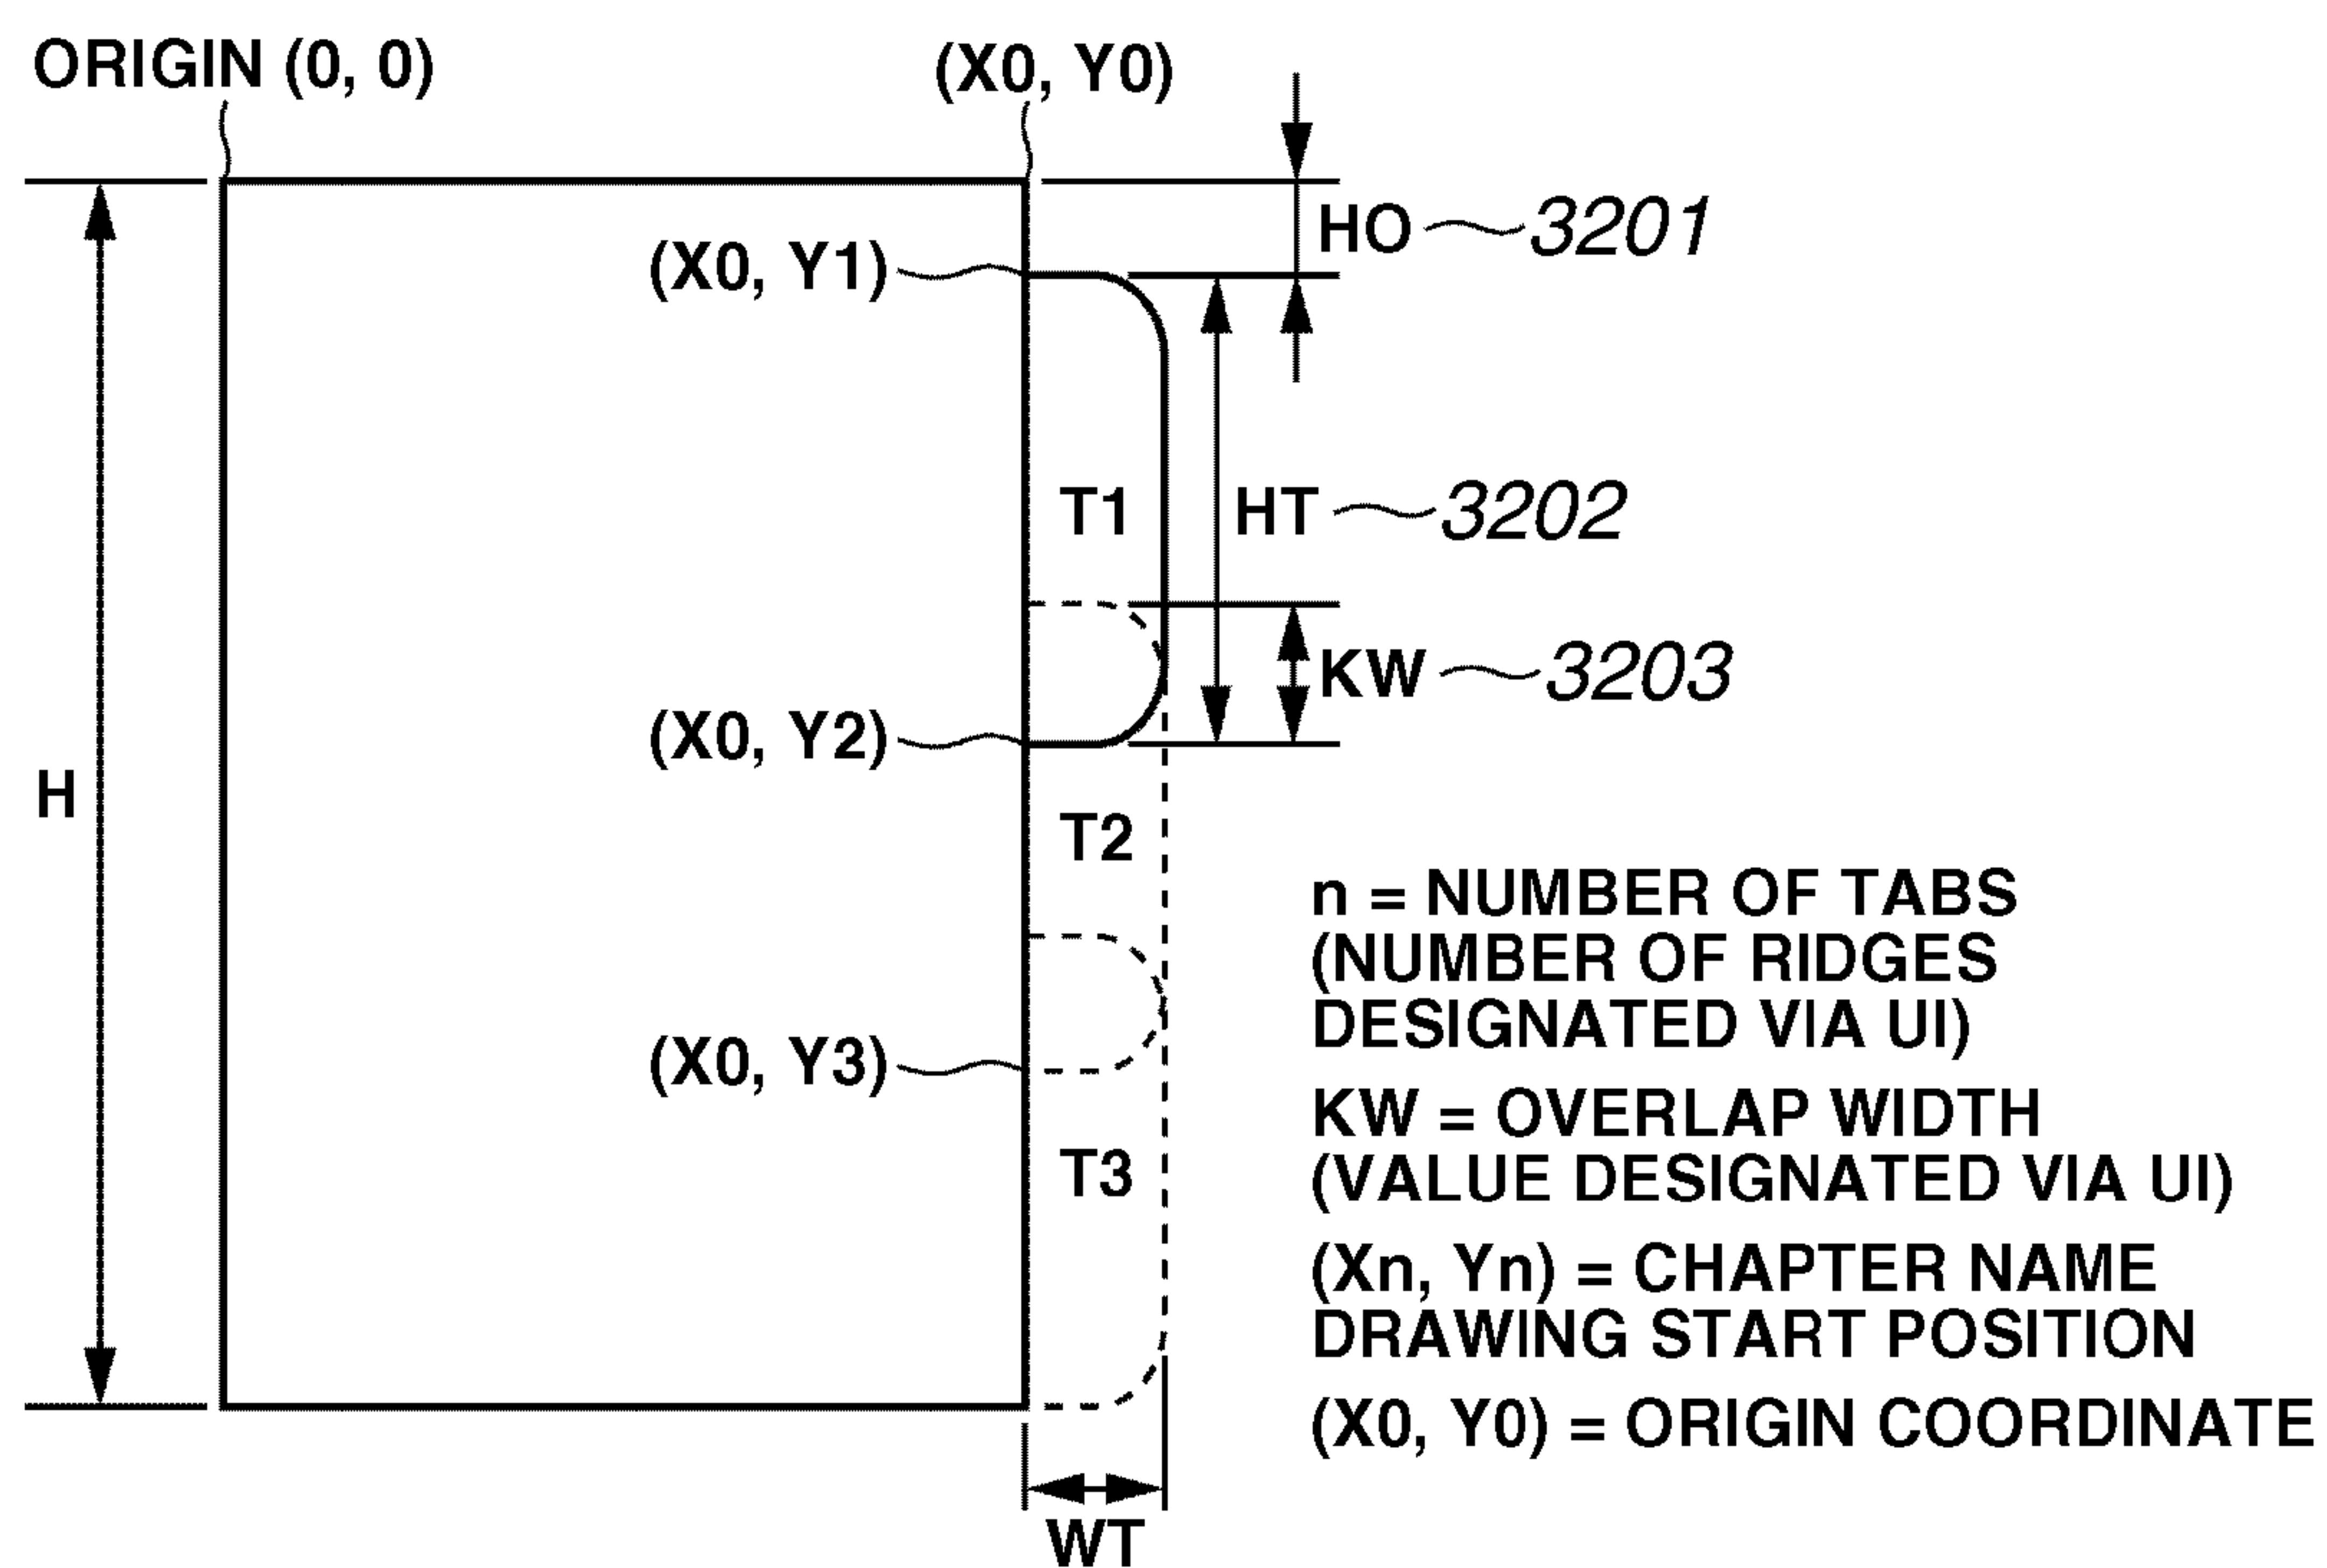 ORIGIN (0, 0)
(X0, Y0)
HO 3201
(X0, Y1)
T1
HT 3202
KW 3203
(X0, Y2)
H
T2
(X0, Y3)
T3
WT
n = NUMBER OF TABS
(NUMBER OF RIDGES
DESIGNATED VIA UI)
KW = OVERLAP WIDTH
(VALUE DESIGNATED VIA UI)
(Xn, Yn) = CHAPTER NAME
DRAWING START POSITION
(X0, Y0) = ORIGIN COORDINATE